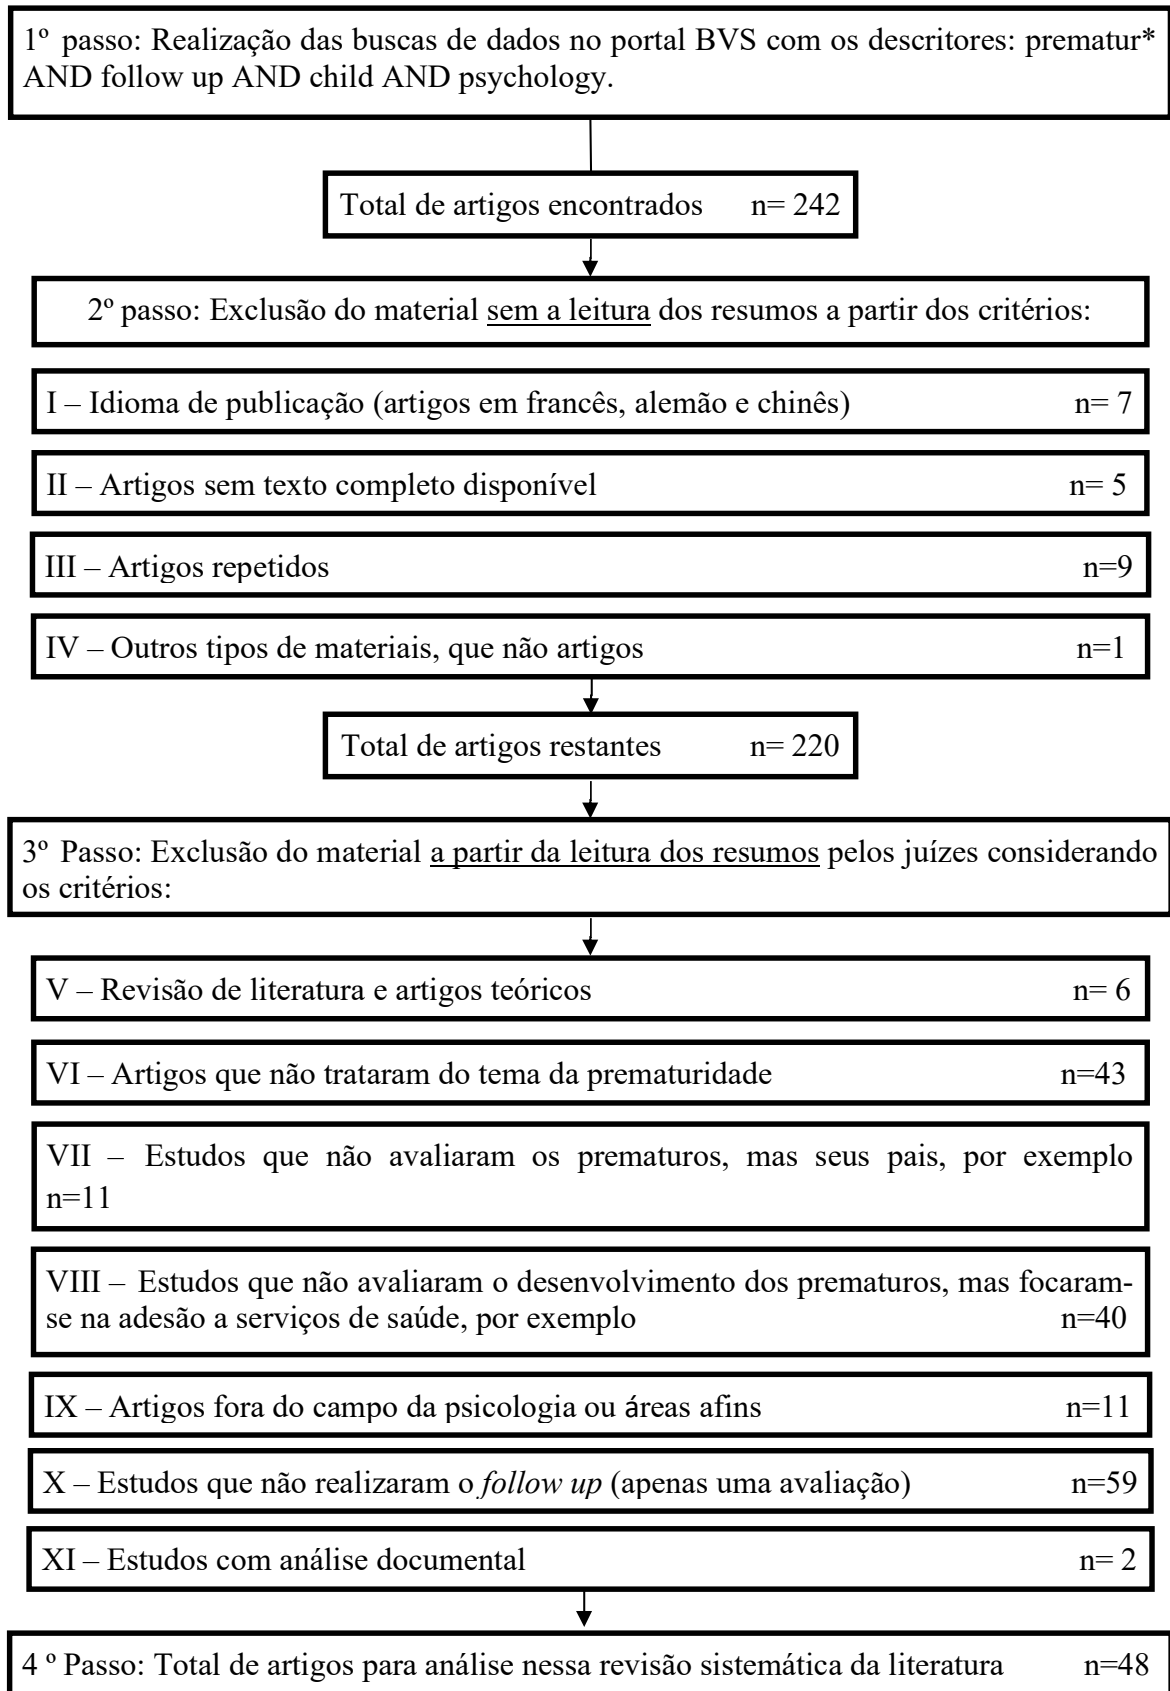 1º passo: Realização das buscas de dados no portal BVS com os descritores: prematur*
AND follow up AND child AND psychology.
Total de artigos encontrados n= 242
2º passo: Exclusão do material sem a leitura dos resumos a partir dos critérios:
I – Idioma de publicação (artigos em francês, alemão e chinês) n= 7
II – Artigos sem texto completo disponível n= 5
III – Artigos repetidos n=9
IV – Outros tipos de materiais, que não artigos n=1
Total de artigos restantes n= 220
3º Passo: Exclusão do material a partir da leitura dos resumos pelos juízes considerando
os critérios:
V – Revisão de literatura e artigos teóricos n= 6
VI – Artigos que não trataram do tema da prematuridade n=43
VII – Estudos que não avaliaram os prematuros, mas seus pais, por exemplo
n=11
VIII – Estudos que não avaliaram o desenvolvimento dos prematuros, mas focaram-
se na adesão a serviços de saúde, por exemplo n=40
IX – Artigos fora do campo da psicologia ou áreas afins n=11
X – Estudos que não realizaram o follow up (apenas uma avaliação) n=59
XI – Estudos com análise documental n= 2
4 º Passo: Total de artigos para análise nessa revisão sistemática da literatura n=48